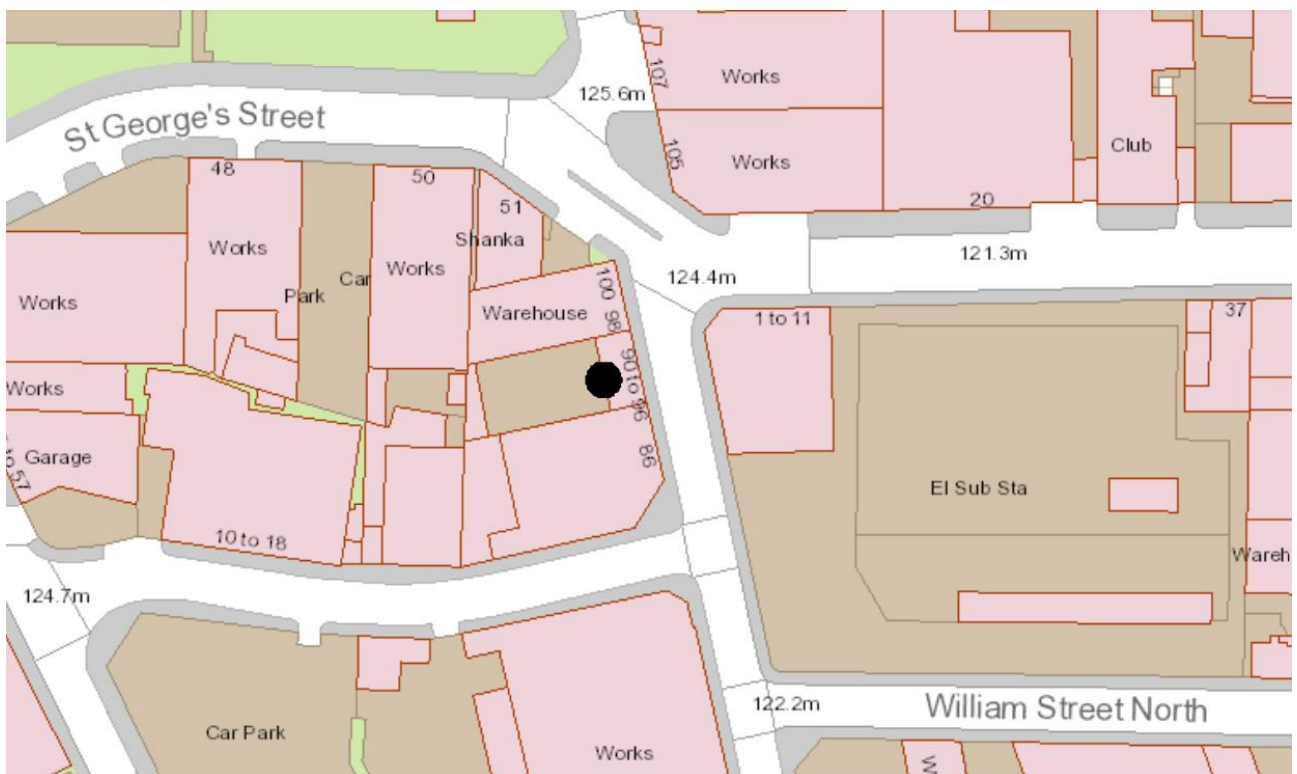 107
Works
125.6m
St George's Street
105
Works
Club
48
50
20
51
Works
Shanka
Works
Car
Park
121.3m
124.4m
Works
100
98
Warehouse
1 to 11
37
90 to 96
Works
86
Garage
to 57
El Sub Sta
10 to 18
Wareh
124.7m
122.2m
William Street North
Car Park
Works
W